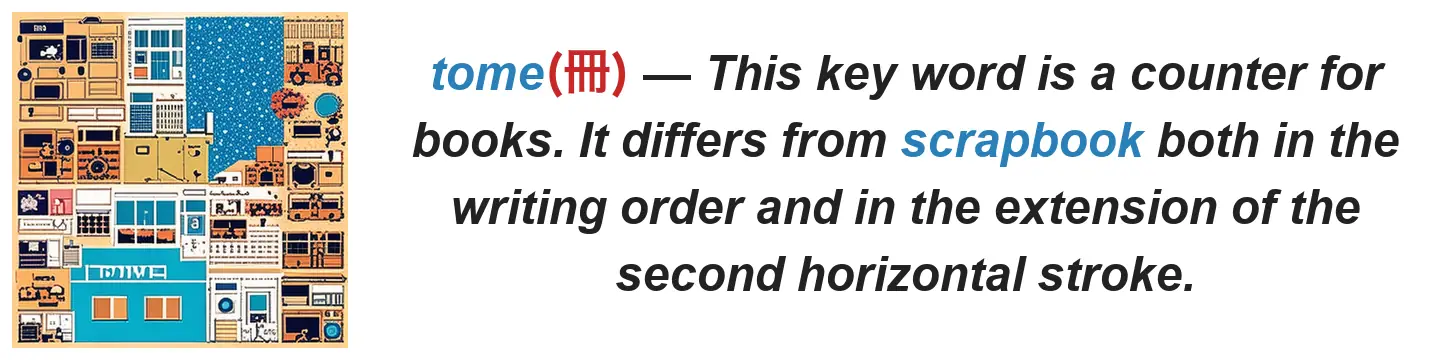 tome(冊) — This key word is a counter for
books. It differs from scrapbook both in the
writing order and in the extension of the
second horizontal stroke.